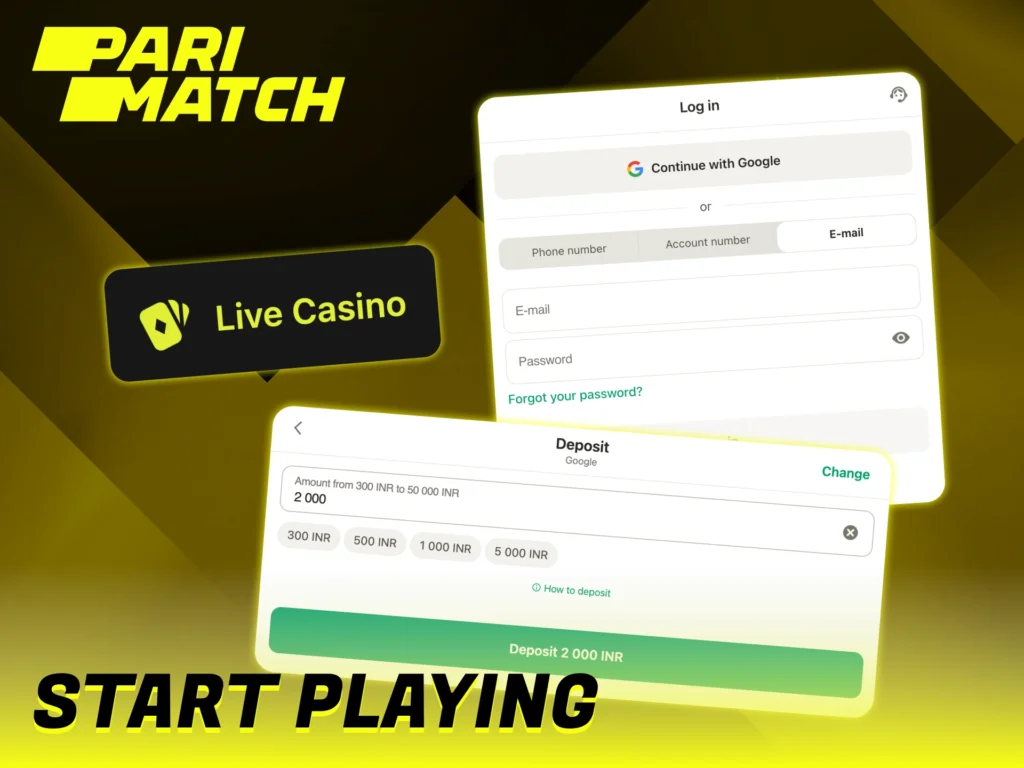 PARI
MATCH
Log in
Continue with Google
or
Phone number
Account number
E-mail
E-mail
Password
Forgot your password?
Live Casino
Deposit
Google
Change
Amount from 300 INR to 50 000 INR
2 000
300 INR
500 INR
1 000 INR
5 000 INR
How to deposit
Deposit 2 000 INR
START PLAYING